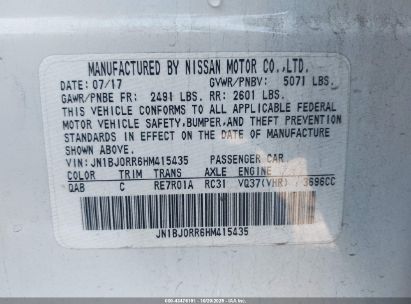 MANUFACTURED BY NISSAN MOTOR CO.,LTD.
DATE: 07/17 GVWR/PNBV: 5071 LBS.
GAWR/PNBE FR: 2491 LBS. RR: 2601 LBS.
THIS VEHICLE CONFORMS TO ALL APPLICABLE FEDERAL
MOTOR VEHICLE SAFETY, BUMPER, AND THEFT PREVENTION
STANDARDS IN EFFECT ON THE DATE OF MANUFACTURE
SHOWN ABOVE.
VIN: JN1BJ0RR6HM415435 PASSENGER CAR
COLOR TRIM TRANS AXLE ENGINE
QAB C RE7R01A RC31 VQ37(VHR) 3696CC
JN1BJ0RR6HM415435